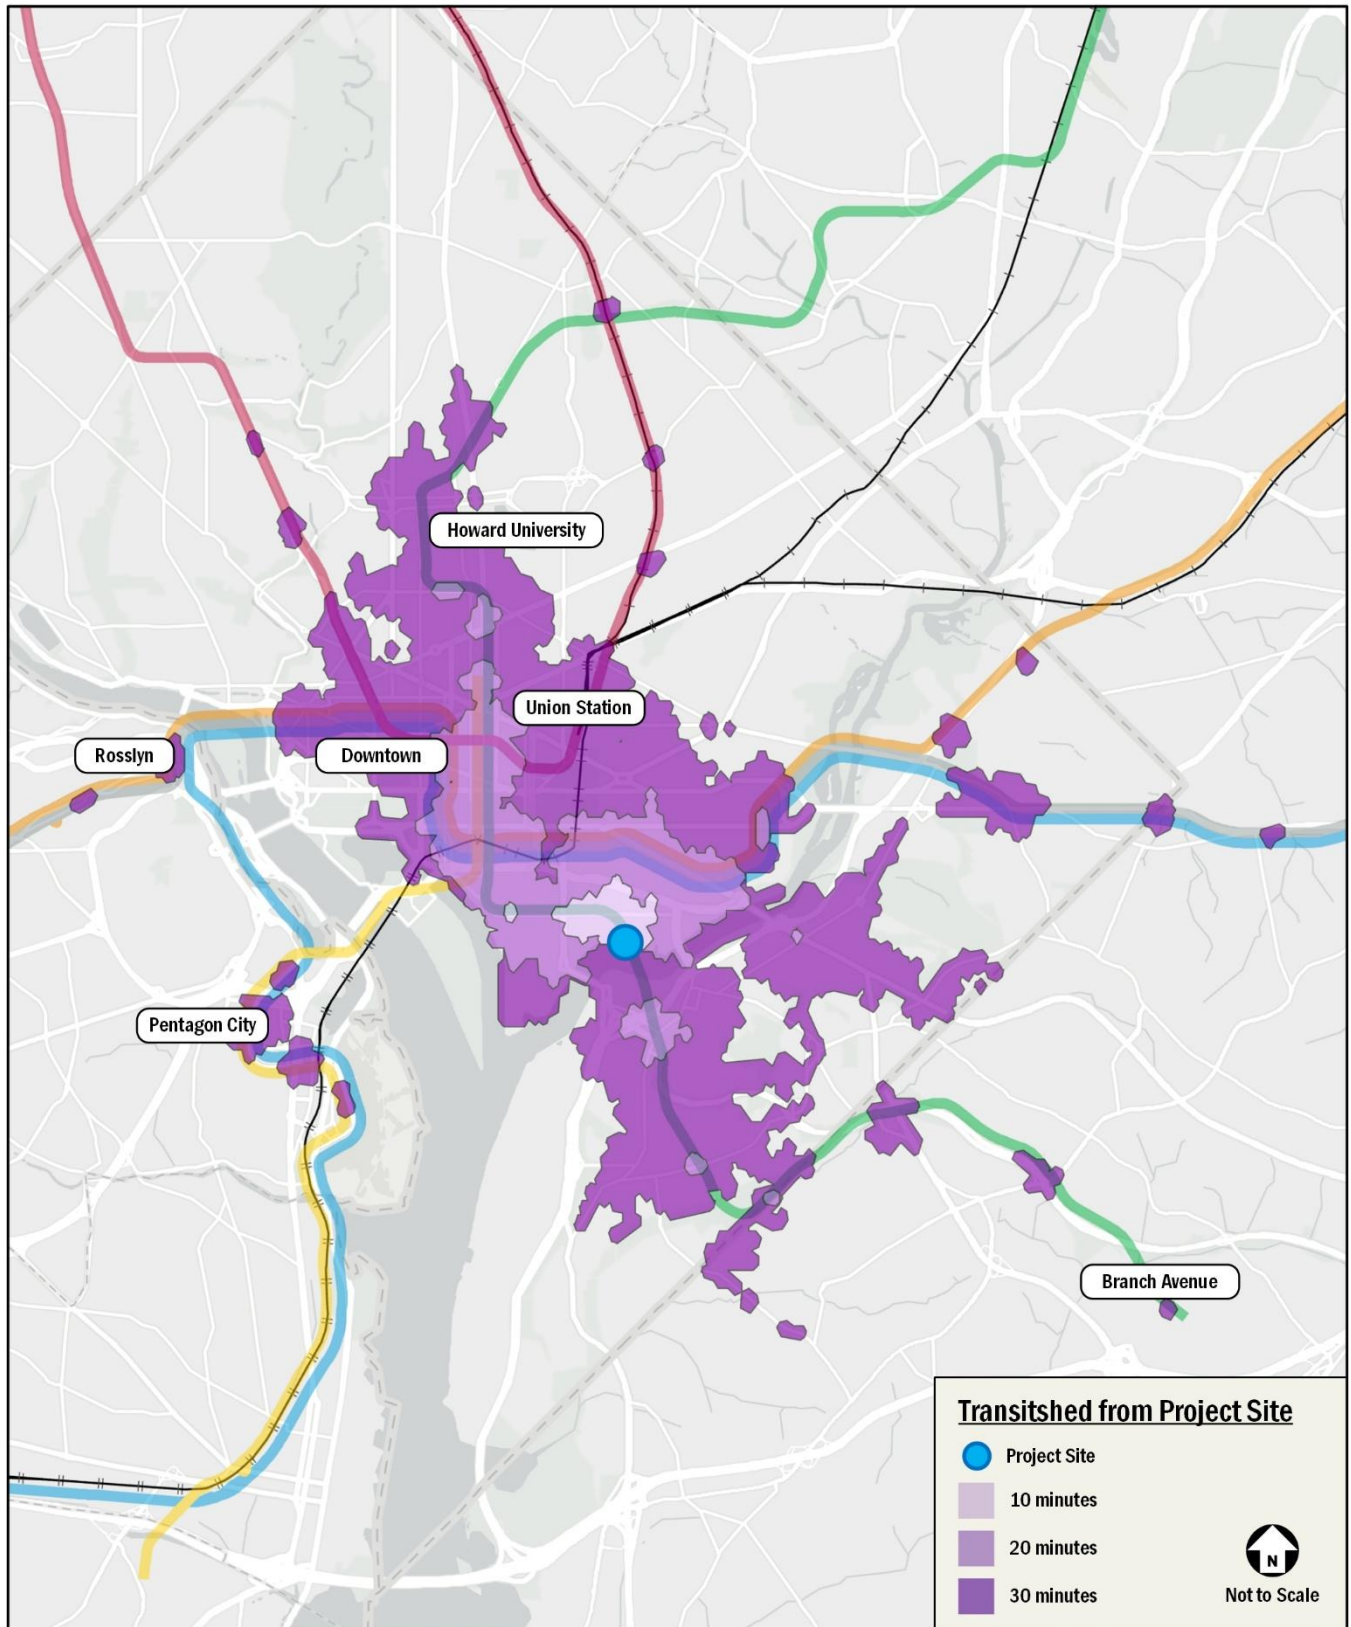 Howard University
Union Station
Rosslyn
Downtown
Pentagon City
Branch Avenue
Transitshed from Project Site
Project Site
10 minutes
20 minutes
30 minutes
N
Not to Scale